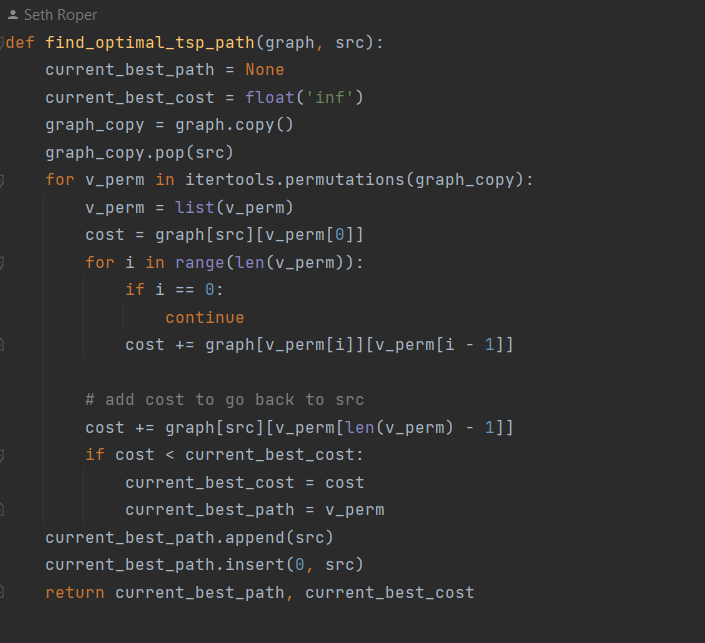 Seth Roper
def find_optimal_tsp_path(graph, src):
    current_best_path = None
    current_best_cost = float('inf')
    graph_copy = graph.copy()
    graph_copy.pop(src)
    for v_perm in itertools.permutations(graph_copy):
        v_perm = list(v_perm)
        cost = graph[src][v_perm[0]]
        for i in range(len(v_perm)):
            if i == 0:
                continue
            cost += graph[v_perm[i]][v_perm[i - 1]]

        # add cost to go back to src
        cost += graph[src][v_perm[len(v_perm) - 1]]
        if cost < current_best_cost:
            current_best_cost = cost
            current_best_path = v_perm
    current_best_path.append(src)
    current_best_path.insert(0, src)
    return current_best_path, current_best_cost